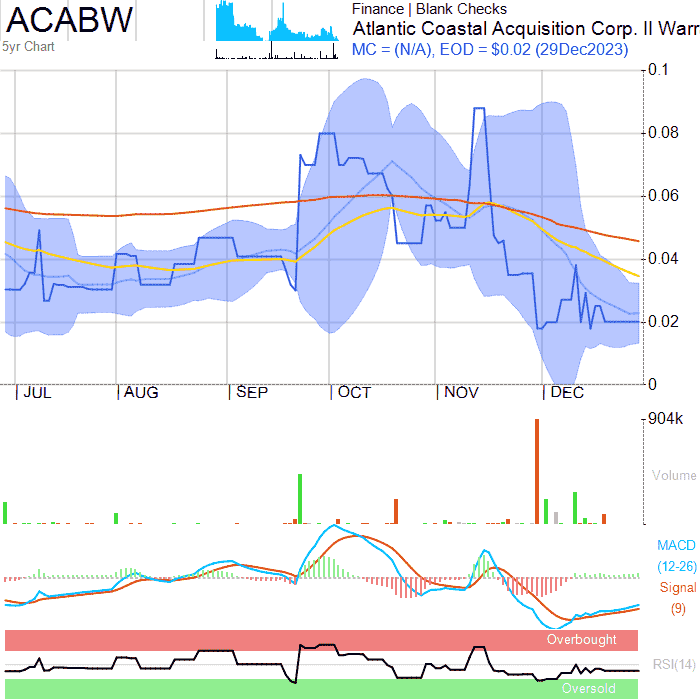 ACABW
5yr Chart
Finance | Blank Checks
Atlantic Coastal Acquisition Corp. II Warr
MC = (N/A), EOD = $0.02 (29Dec2023)
0.1
0.08
0.06
0.04
0.02
0
JUL AUG SEP OCT NOV DEC
904k
Volume
MACD
(12-26)
Signal
(9)
Overbought
RSI(14)
Oversold